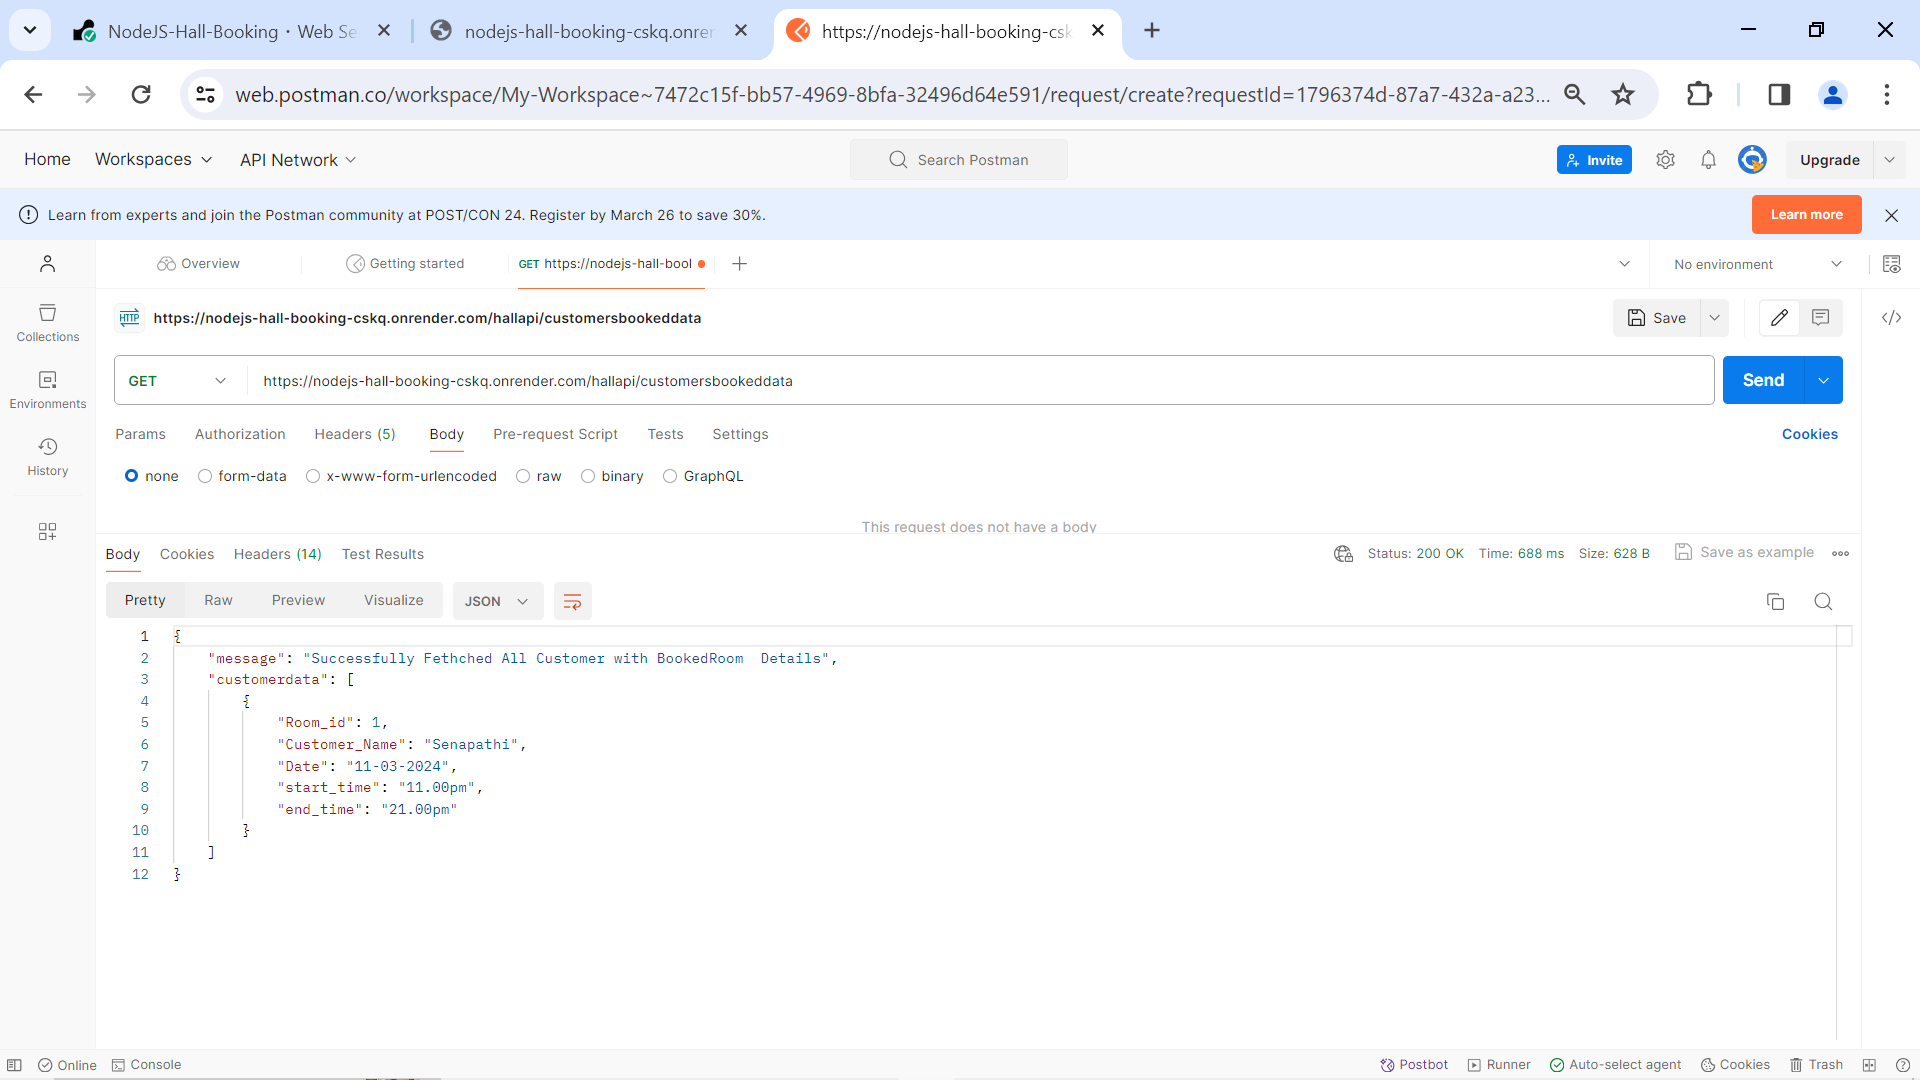 NodeJS-Hall-Booking · Web Se
nodejs-hall-booking-cskq.onren
https://nodejs-hall-booking-csk
web.postman.co/workspace/My-Workspace~7472c15f-bb57-4969-8bfa-32496d64e591/request/create?requestId=1796374d-87a7-432a-a23...
Home Workspaces API Network Search Postman Invite Upgrade
Learn from experts and join the Postman community at POST/CON 24. Register by March 26 to save 30%. Learn more
Overview Getting started GET https://nodejs-hall-bool No environment
HTTP https://nodejs-hall-booking-cskq.onrender.com/hallapi/customersbookeddata Save
Collections
GET https://nodejs-hall-booking-cskq.onrender.com/hallapi/customersbookeddata Send
Environments
Params Authorization Headers (5) Body Pre-request Script Tests Settings Cookies
History
none form-data x-www-form-urlencoded raw binary GraphQL
This request does not have a body
Body Cookies Headers (14) Test Results Status: 200 OK Time: 688 ms Size: 628 B Save as example
Pretty Raw Preview Visualize JSON
1 {
2 "message": "Successfully Fethched All Customer with BookedRoom  Details",
3 "customerdata": [
4 {
5 "Room_id": 1,
6 "Customer_Name": "Senapathi",
7 "Date": "11-03-2024",
8 "start_time": "11.00pm",
9 "end_time": "21.00pm"
10 }
11 ]
12 }
Online Console Postbot Runner Auto-select agent Cookies Trash